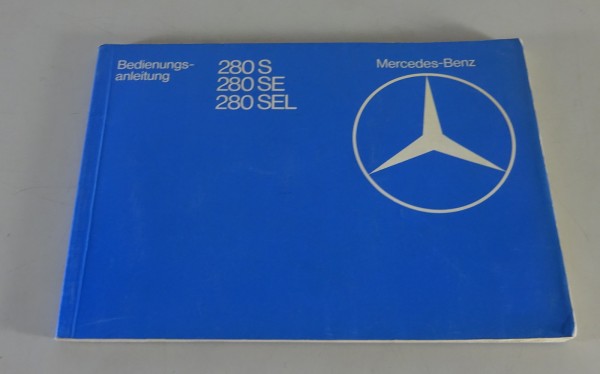 Bedienungs-
anleitung
280 S
280 SE
280 SEL
Mercedes-Benz